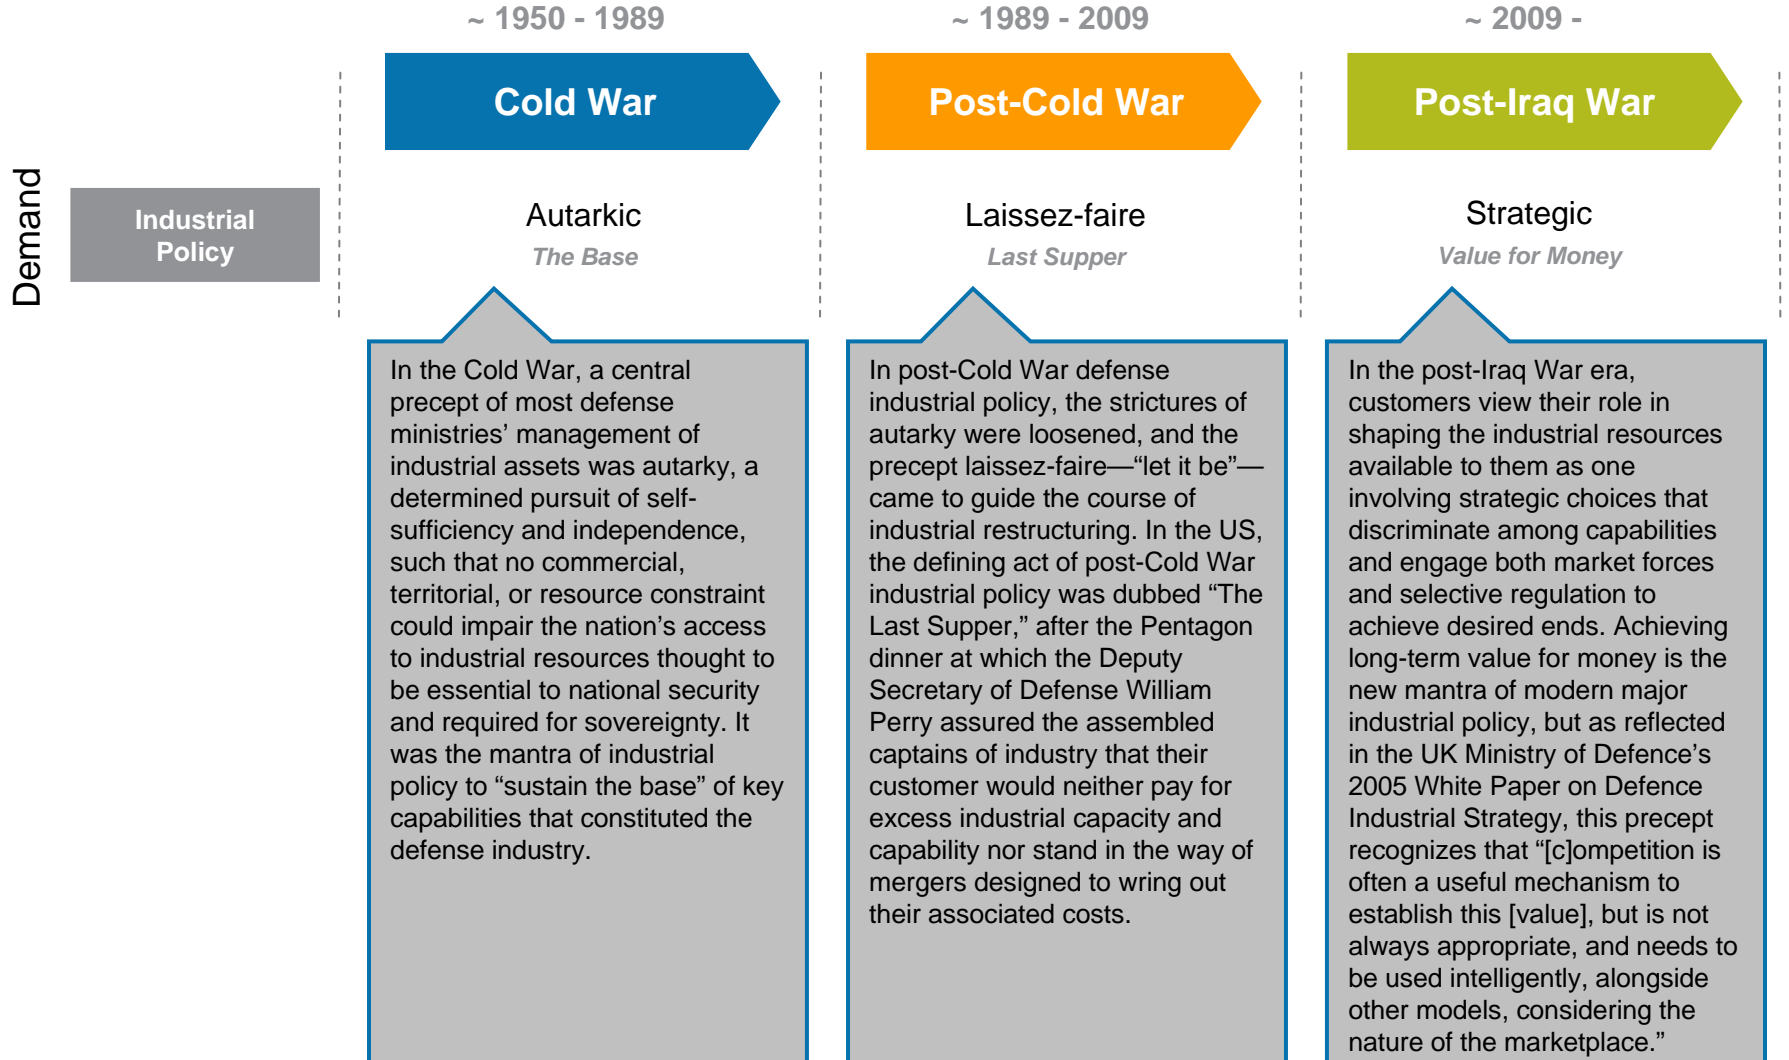 ~ 1950 - 1989
~ 1989 - 2009
~ 2009 -
Cold War
Post-Cold War
Post-Iraq War
Demand
Industrial
Policy
Autarkic
The Base
Laissez-faire
Last Supper
Strategic
Value for Money
In the Cold War, a central
precept of most defense
ministries’ management of
industrial assets was autarky, a
determined pursuit of self-
sufficiency and independence,
such that no commercial,
territorial, or resource constraint
could impair the nation’s access
to industrial resources thought to
be essential to national security
and required for sovereignty. It
was the mantra of industrial
policy to “sustain the base” of key
capabilities that constituted the
defense industry.
In post-Cold War defense
industrial policy, the strictures of
autarky were loosened, and the
precept laissez-faire—“let it be”—
came to guide the course of
industrial restructuring. In the US,
the defining act of post-Cold War
industrial policy was dubbed “The
Last Supper,” after the Pentagon
dinner at which the Deputy
Secretary of Defense William
Perry assured the assembled
captains of industry that their
customer would neither pay for
excess industrial capacity and
capability nor stand in the way of
mergers designed to wring out
their associated costs.
In the post-Iraq War era,
customers view their role in
shaping the industrial resources
available to them as one
involving strategic choices that
discriminate among capabilities
and engage both market forces
and selective regulation to
achieve desired ends. Achieving
long-term value for money is the
new mantra of modern major
industrial policy, but as reflected
in the UK Ministry of Defence’s
2005 White Paper on Defence
Industrial Strategy, this precept
recognizes that “[c]ompetition is
often a useful mechanism to
establish this [value], but is not
always appropriate, and needs to
be used intelligently, alongside
other models, considering the
nature of the marketplace.”